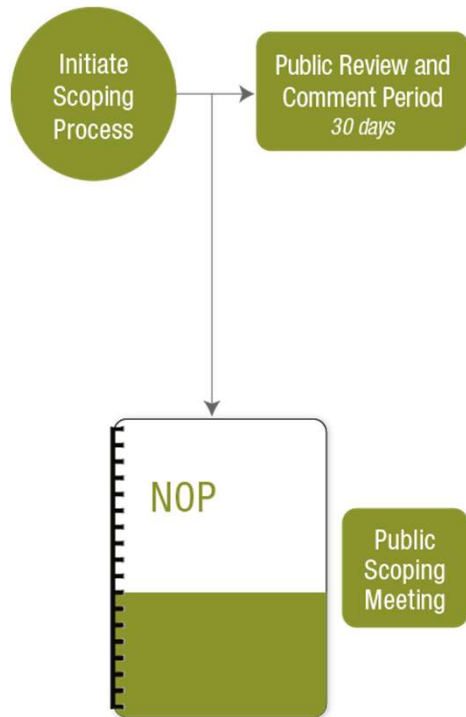 Initiate
Scoping
Process
Public Review and
Comment Period
30 days
NOP
Public
Scoping
Meeting